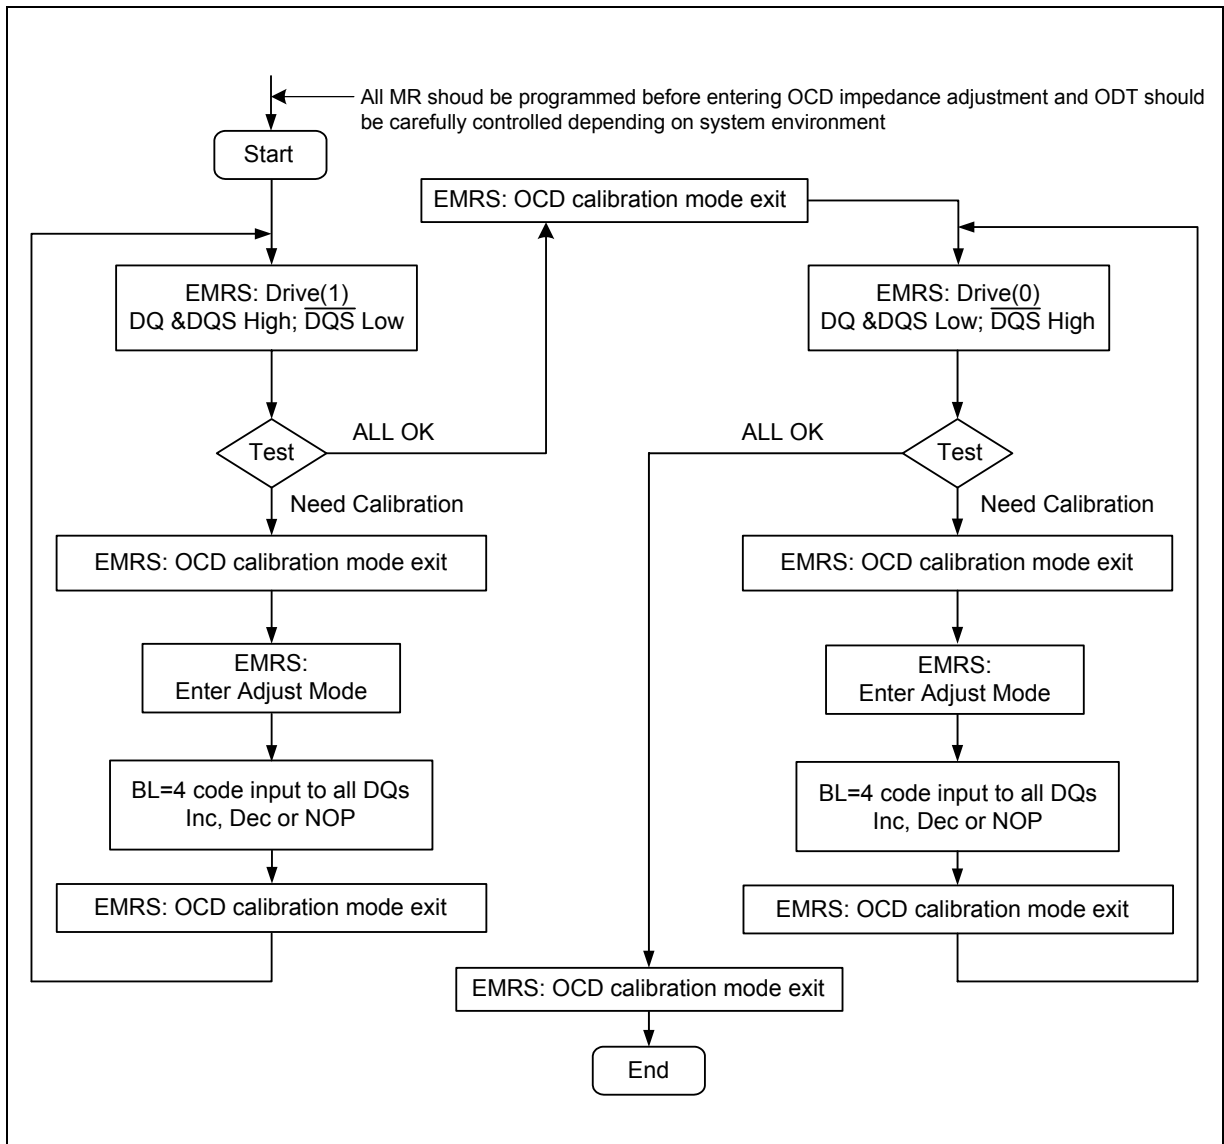 All MR shoud be programmed before entering OCD impedance adjustment and ODT should
be carefully controlled depending on system environment
Start
EMRS: OCD calibration mode exit
EMRS: Drive(1)
DQ &DQS High; D̅Q̅S̅ Low
Test
ALL OK
Need Calibration
EMRS: OCD calibration mode exit
EMRS:
Enter Adjust Mode
BL=4 code input to all DQs
Inc, Dec or NOP
EMRS: OCD calibration mode exit
EMRS: Drive(0)
DQ &DQS Low; D̅Q̅S̅ High
ALL OK
Test
Need Calibration
EMRS: OCD calibration mode exit
EMRS:
Enter Adjust Mode
BL=4 code input to all DQs
Inc, Dec or NOP
EMRS: OCD calibration mode exit
EMRS: OCD calibration mode exit
End